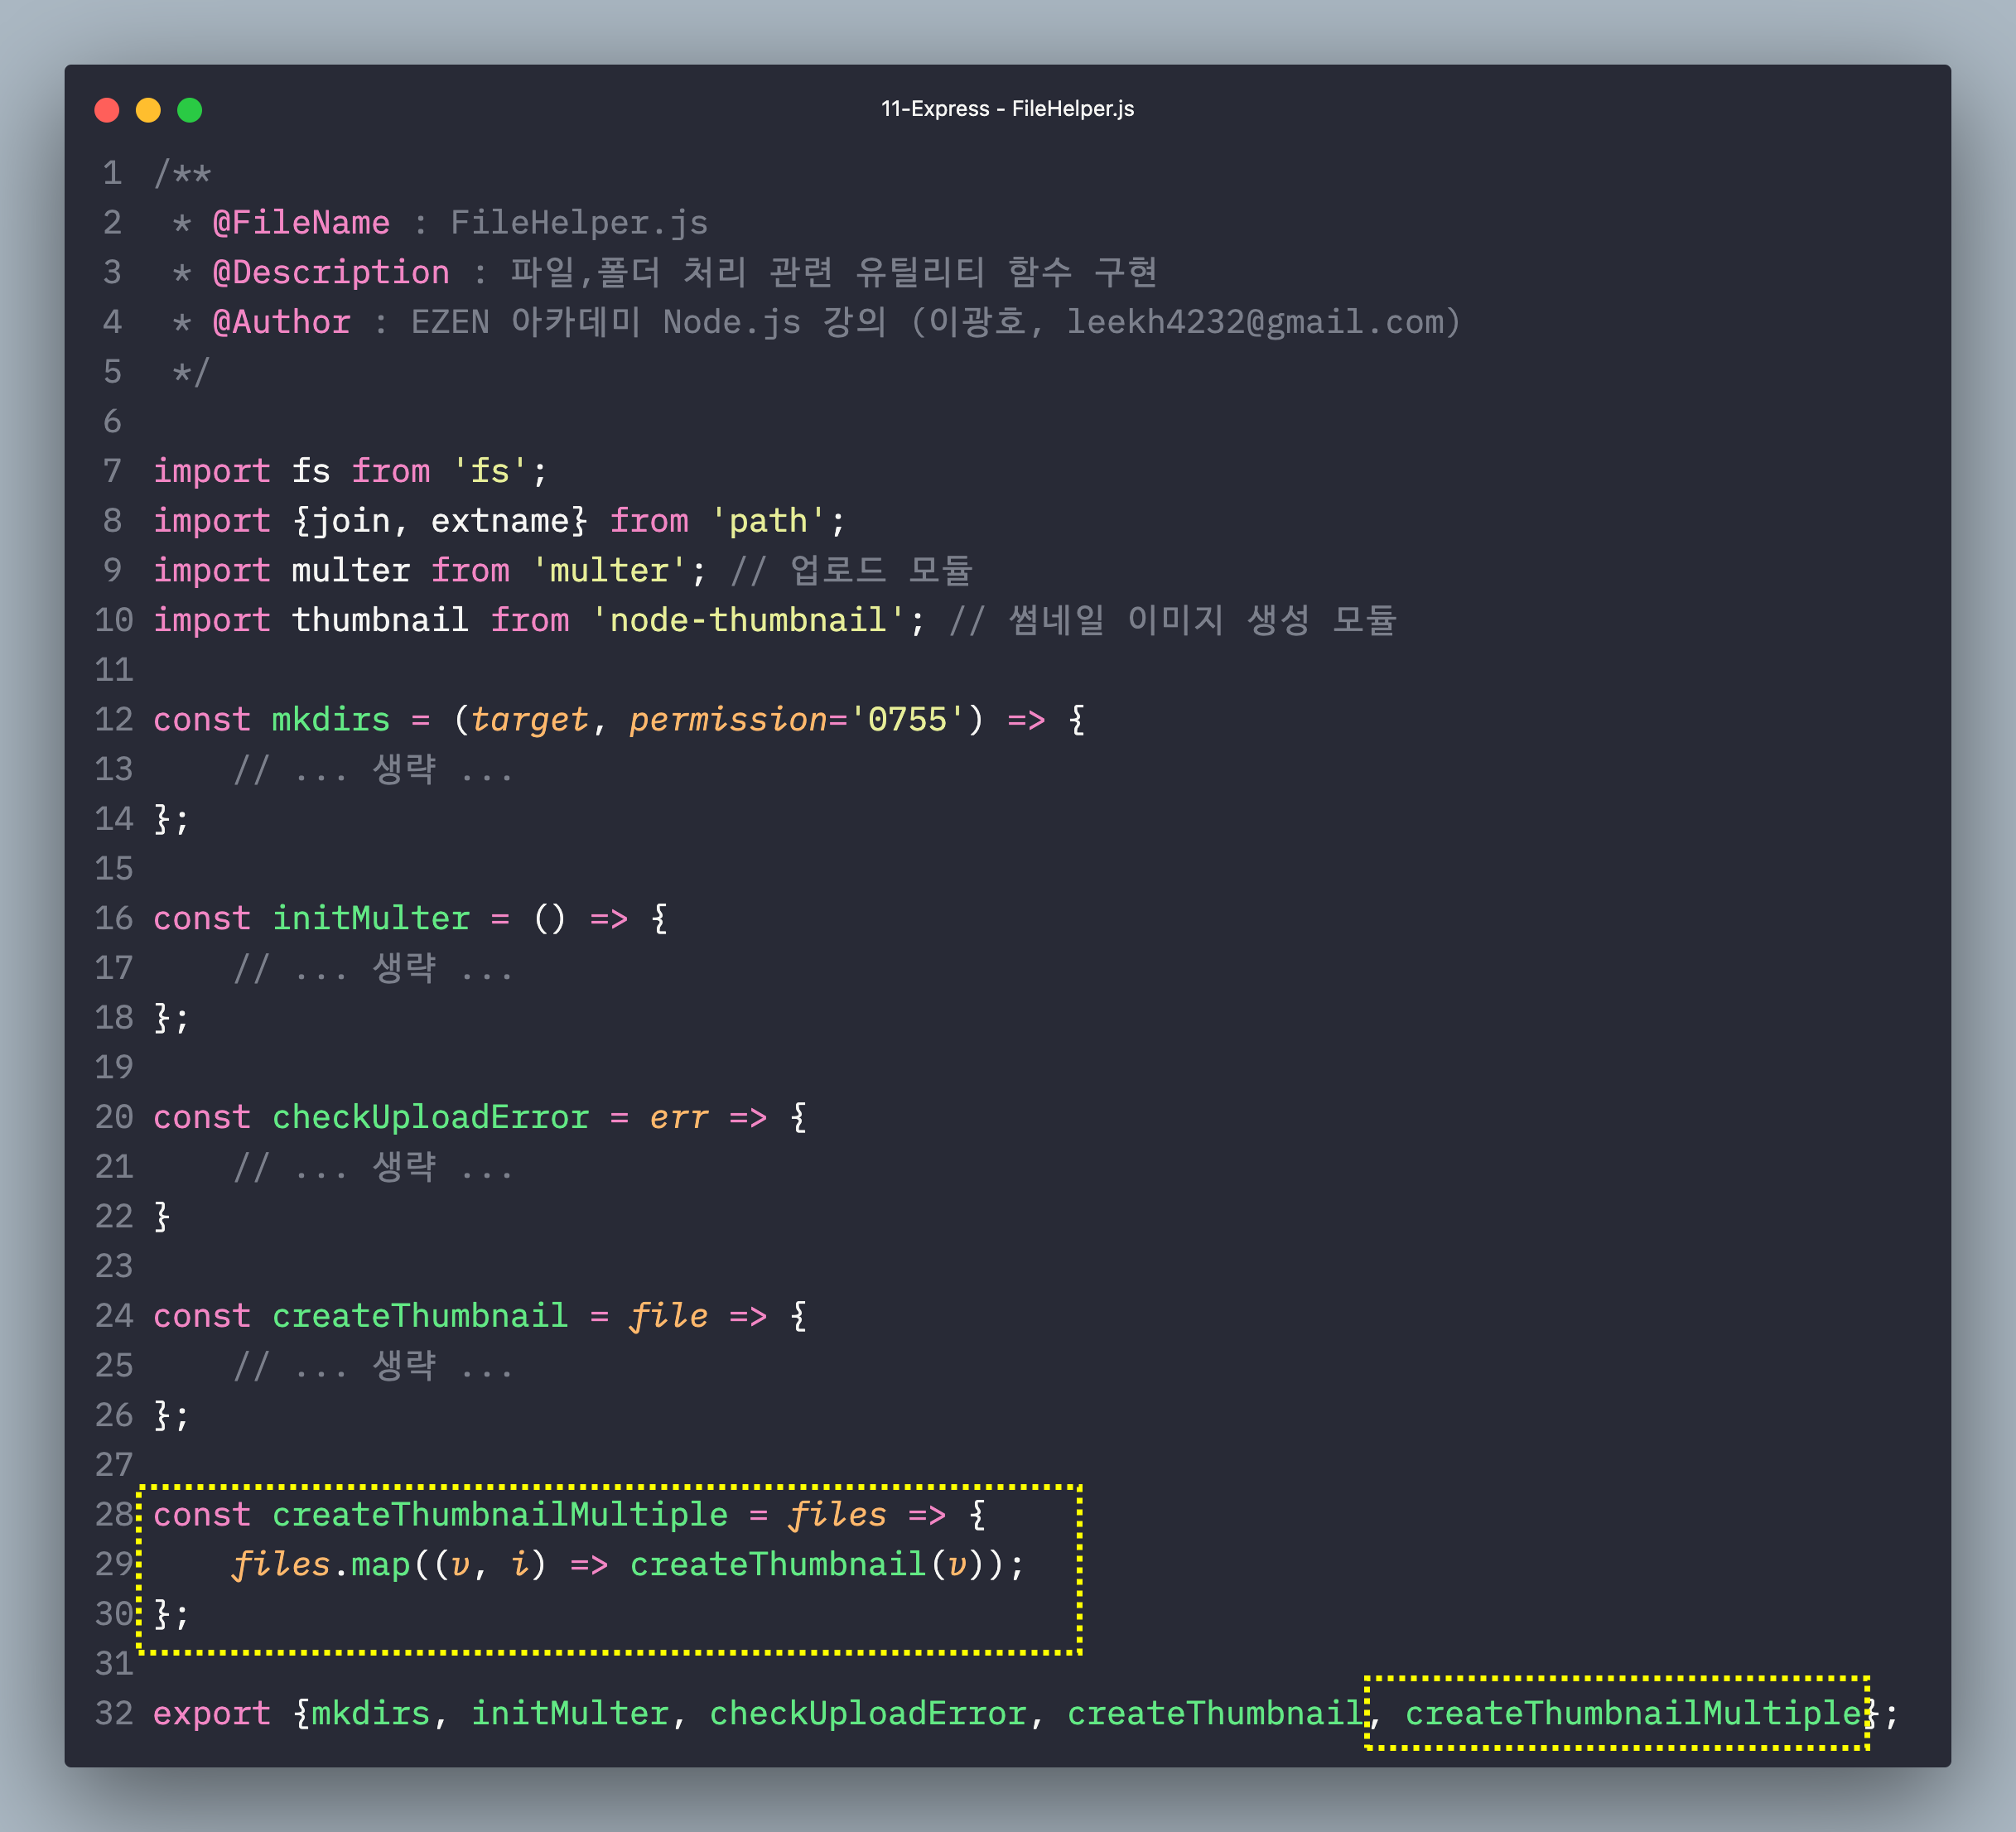 11-Express - FileHelper.js
1 /**
2  * @FileName : FileHelper.js
3  * @Description : 파일,폴더 처리 관련 유틸리티 함수 구현
4  * @Author : EZEN 아카데미 Node.js 강의 (이광호, leekh4232@gmail.com)
5  */
6
7 import fs from 'fs';
8 import {join, extname} from 'path';
9 import multer from 'multer'; // 업로드 모듈
10 import thumbnail from 'node-thumbnail'; // 썸네일 이미지 생성 모듈
11
12 const mkdirs = (target, permission='0755') => {
13     // ... 생략 ...
14 };
15
16 const initMulter = () => {
17     // ... 생략 ...
18 };
19
20 const checkUploadError = err => {
21     // ... 생략 ...
22 }
23
24 const createThumbnail = file => {
25     // ... 생략 ...
26 };
27
28 const createThumbnailMultiple = files => {
29     files.map((v, i) => createThumbnail(v));
30 };
31
32 export {mkdirs, initMulter, checkUploadError, createThumbnail, createThumbnailMultiple};